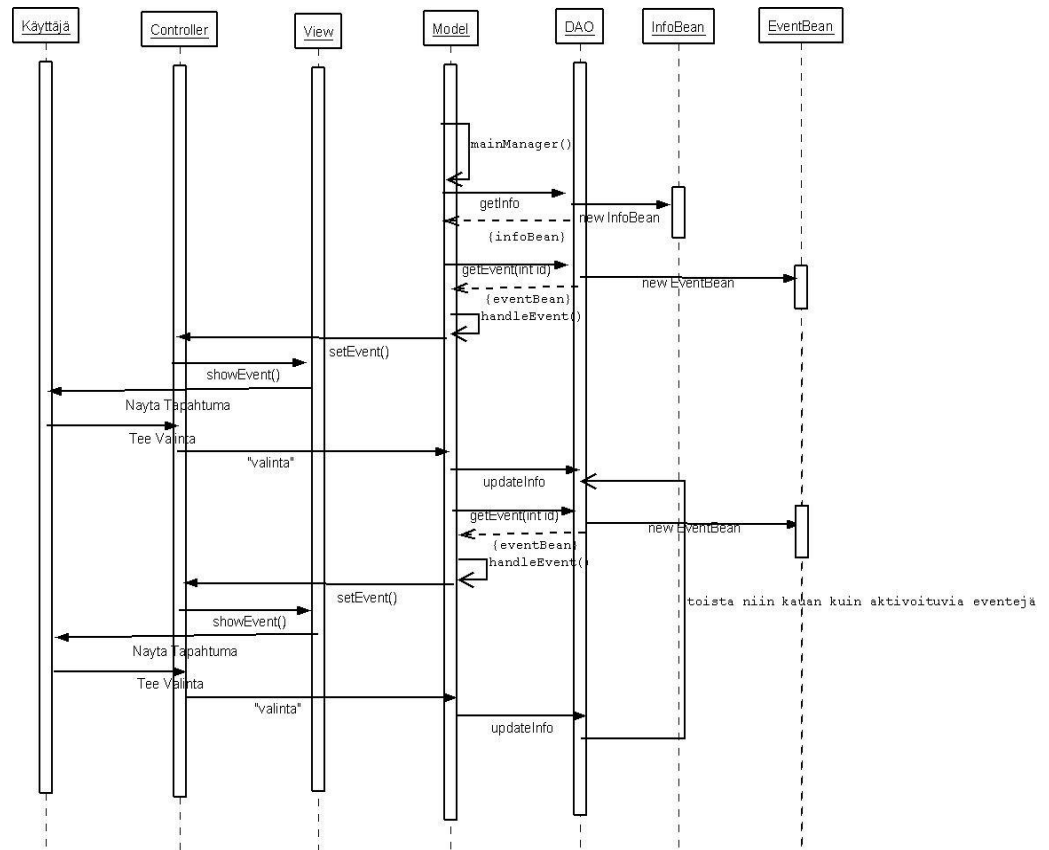 Käyttäjä
Controller
View
Model
DAO
InfoBean
EventBean
mainManager()
getInfo
new InfoBean
{infoBean}
getEvent(int id)
new EventBean
{eventBean}
handleEvent()
setEvent()
showEvent()
Nayta Tapahtuma
Tee Valinta
"valinta"
updateInfo
getEvent(int id)
new EventBean
{eventBean}
handleEvent()
setEvent()
toista niin kauan kuin aktivoituvia eventejä
showEvent()
Nayta Tapahtuma
Tee Valinta
"valinta"
updateInfo